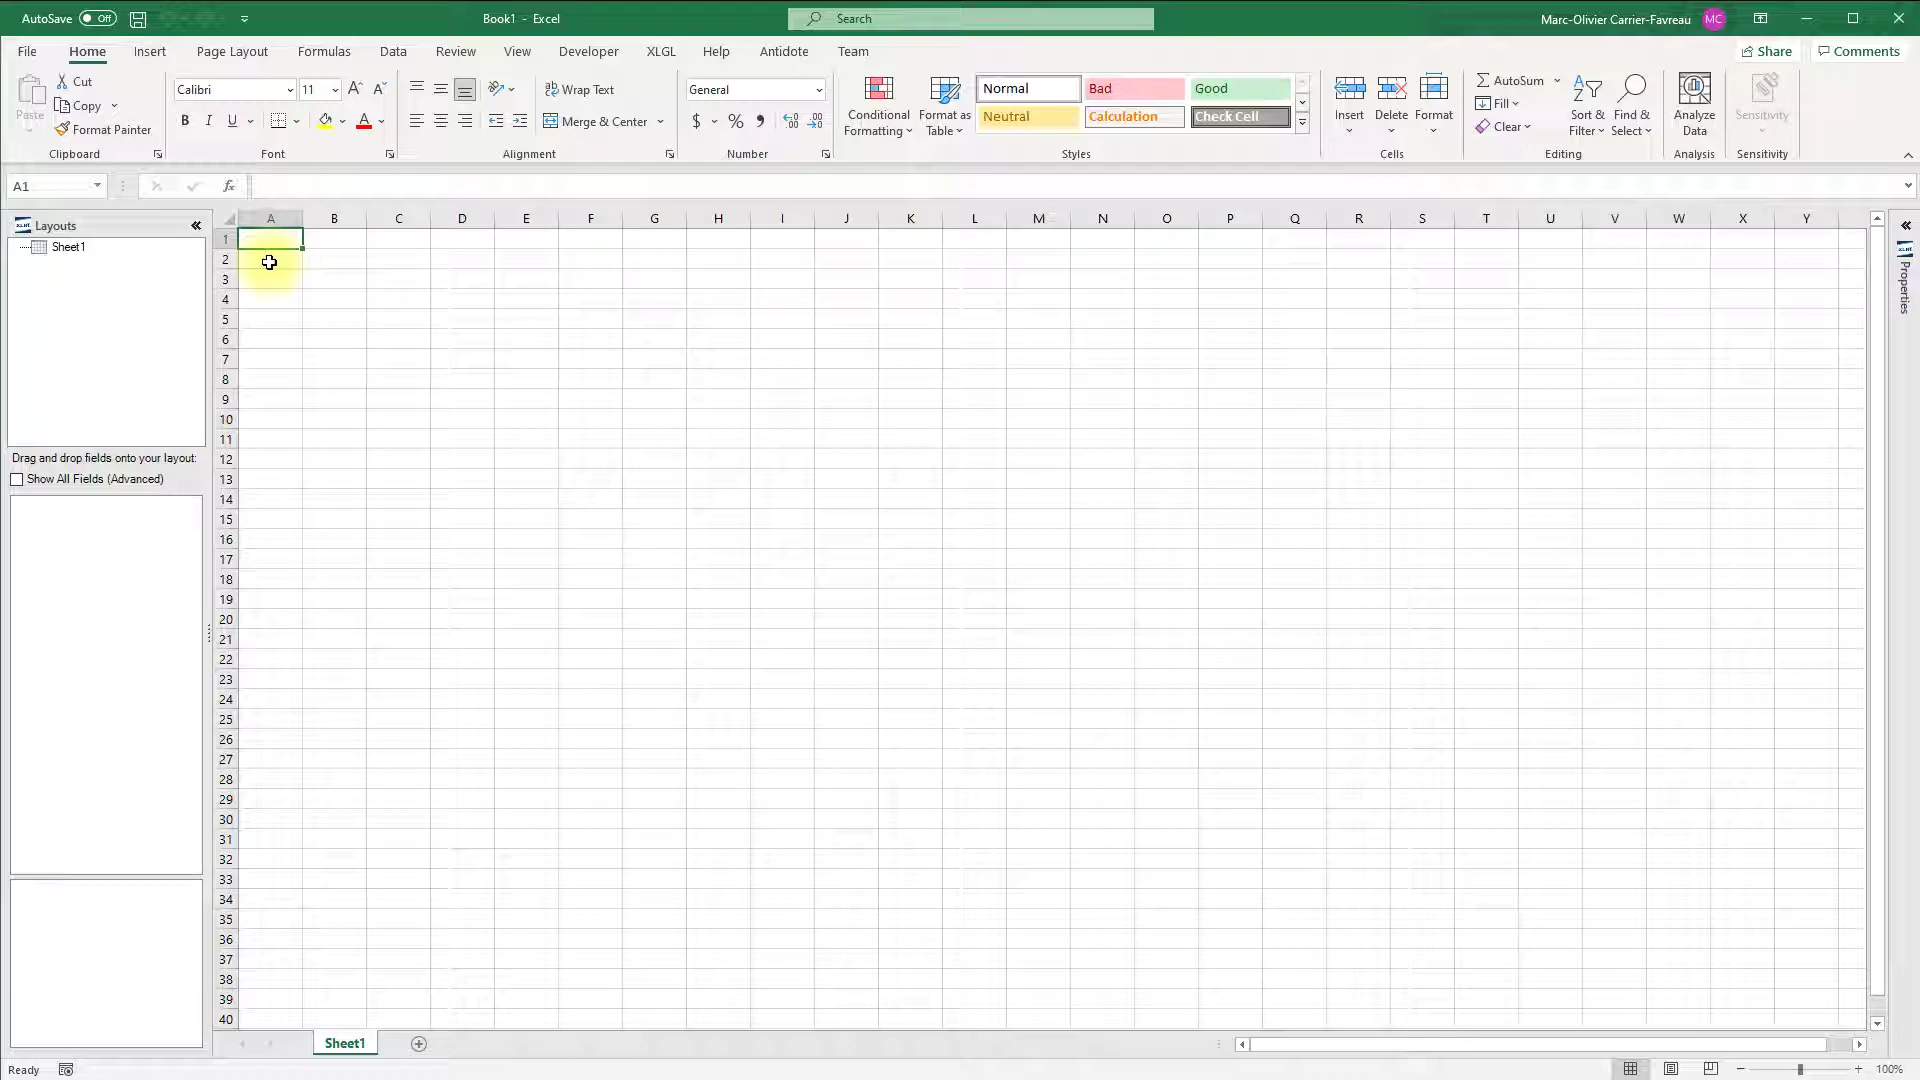 AutoSave Off Book1 - Excel Search Marc-Olivier Carrier-Favreau MC
File Home Insert Page Layout Formulas Data Review View Developer XLGL Help Antidote Team Share Comments
Paste
Cut
Copy
Format Painter
Clipboard
Calibri 11
B I U A
Font
Wrap Text
Merge & Center
Alignment
General
$ % ,
Number
Conditional Formatting
Format as Table
Normal Bad Good
Neutral Calculation Check Cell
Styles
Insert Delete Format
Cells
AutoSum
Fill
Clear
Sort & Filter
Find & Select
Editing
Analyze Data
Analysis
Sensitivity
Sensitivity
A1 fx
Layouts
Sheet1
Drag and drop fields onto your layout:
Show All Fields (Advanced)
A B C D E F G H I J K L M N O P Q R S T U V W X Y
1
2
3
4
5
6
7
8
9
10
11
12
13
14
15
16
17
18
19
20
21
22
23
24
25
26
27
28
29
30
31
32
33
34
35
36
37
38
39
40
Properties
Sheet1
Ready 100%